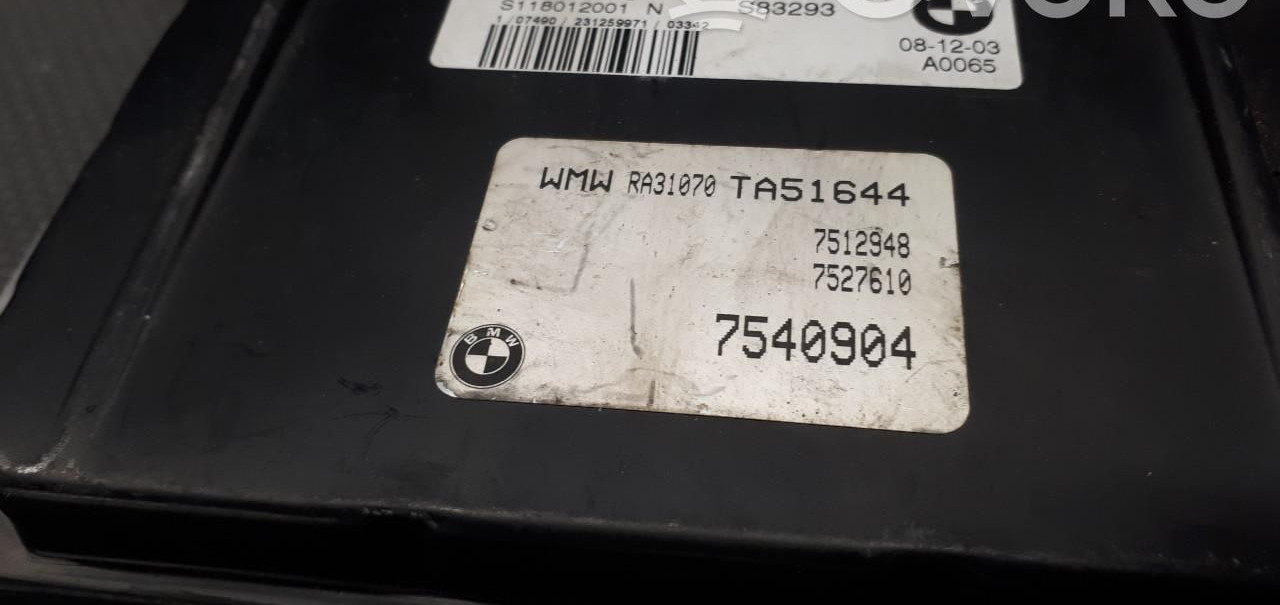 S118012001 N S83293
1/07490/231259971/03342
08-12-03
A0065
WMW RA31070 TA51644
7512948
7527610
7540904
BMW